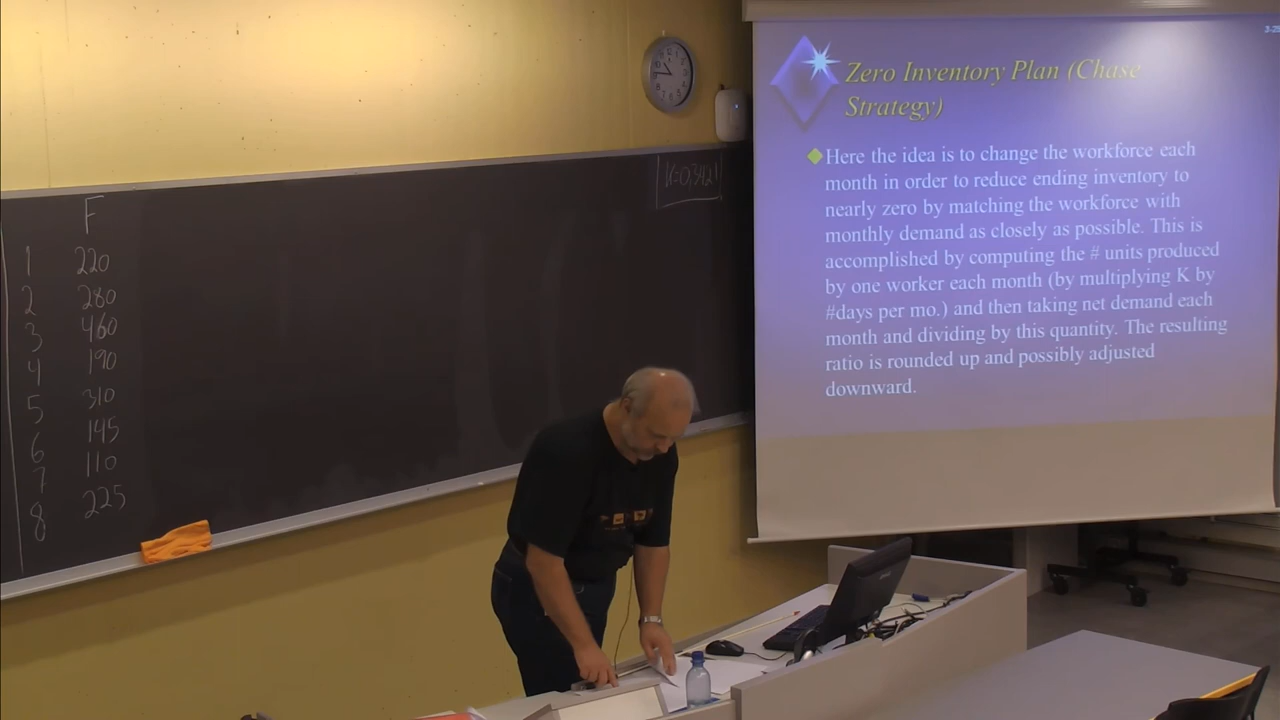 F
1 220
2 280
3 460
4 190
5 310
6 145
7 110
8 225
K=0,3421
Zero Inventory Plan (Chase
Strategy)
Here the idea is to change the workforce each
month in order to reduce ending inventory to
nearly zero by matching the workforce with
monthly demand as closely as possible. This is
accomplished by computing the # units produced
by one worker each month (by multiplying K by
#days per mo.) and then taking net demand each
month and dividing by this quantity. The resulting
ratio is rounded up and possibly adjusted
downward.